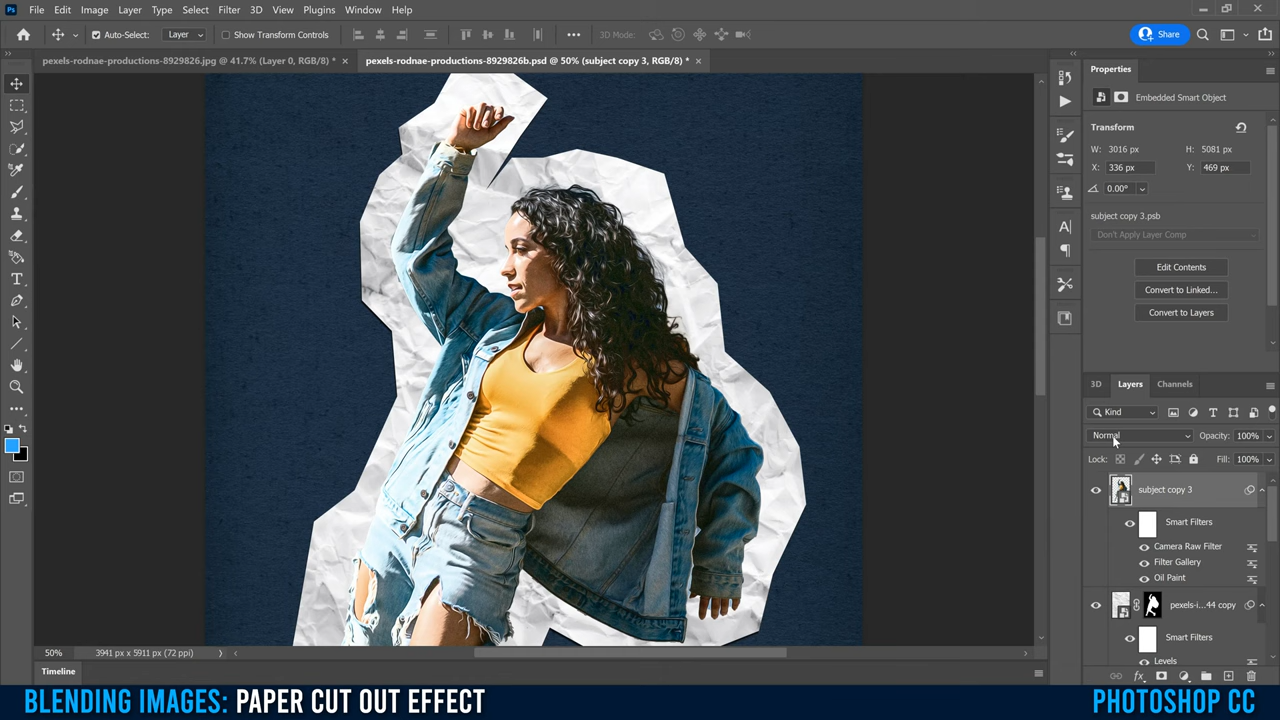 Ps File Edit Image Layer Type Select Filter 3D View Plugins Window Help
Auto-Select: Layer Show Transform Controls 3D Mode: Share
pexels-rodnae-productions-8929826.jpg @ 41.7% (Layer 0, RGB/8) * × pexels-rodnae-productions-8929826b.psd @ 50% (subject copy 3, RGB/8) * ×
Properties
Embedded Smart Object
Transform
W: 3016 px H: 5081 px
X: 336 px Y: 469 px
0.00°
subject copy 3.psb
Don't Apply Layer Comp
Edit Contents
Convert to Linked...
Convert to Layers
3D Layers Channels
Kind
Normal Opacity: 100%
Lock: Fill: 100%
subject copy 3
Smart Filters
Camera Raw Filter
Filter Gallery
Oil Paint
pexels-i...44 copy
Smart Filters
Levels
50% 3941 px x 5911 px (72 ppi)
Timeline
BLENDING IMAGES: PAPER CUT OUT EFFECT PHOTOSHOP CC